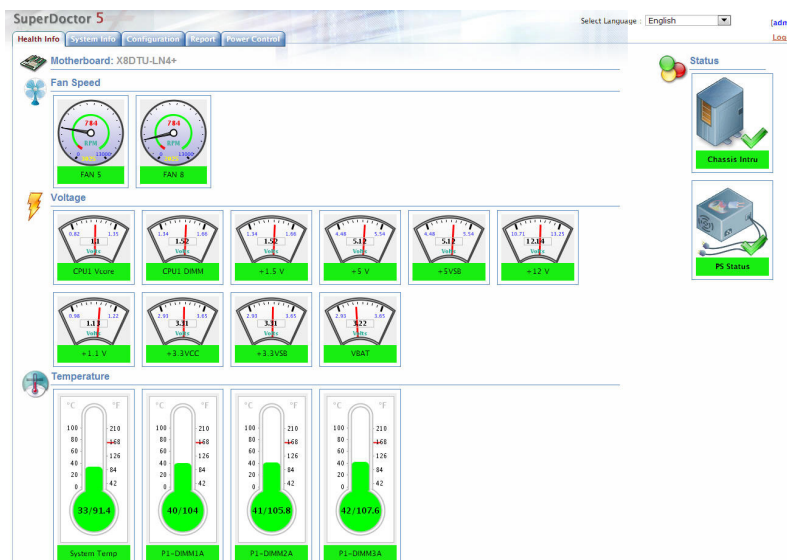 SuperDoctor 5
Select Language : English
[adm
Log
Health Info System Info Configuration Report Power Control
Motherboard: X8DTU-LN4+
Status
Fan Speed
784 784
RPM RPM
0 13000 0 13000
FAN 5 FAN 8
Chassis Intru
Voltage
0.82 1.35 1.34 1.66 1.34 1.66 4.48 5.54 4.48 5.54 10.71 13.25
1.1 1.52 1.52 5.12 5.12
Volts Volts Volts Volts Volts Volts
CPU1 Vcore CPU1 DIMM +1.5 V +5 V +5VSB +12 V
PS Status
0.98 1.22 2.93 3.65 2.93 3.65 2.93 3.65
1.13 3.31 3.31 3.22
Volts Volts Volts Volts
+1.1 V +3.3VCC +3.3VSB VBAT
Temperature
°C °F °C °F °C °F °C °F
100 210 100 210 100 210 100 210
80 168 80 168 80 168 80 168
60 126 60 126 60 126 60 126
40 84 40 84 40 84 40 84
20 42 20 42 20 42 20 42
0 0 0 0
33/91.4 40/104 41/105.8 42/107.6
System Temp P1-DIMM1A P1-DIMM2A P1-DIMM3A